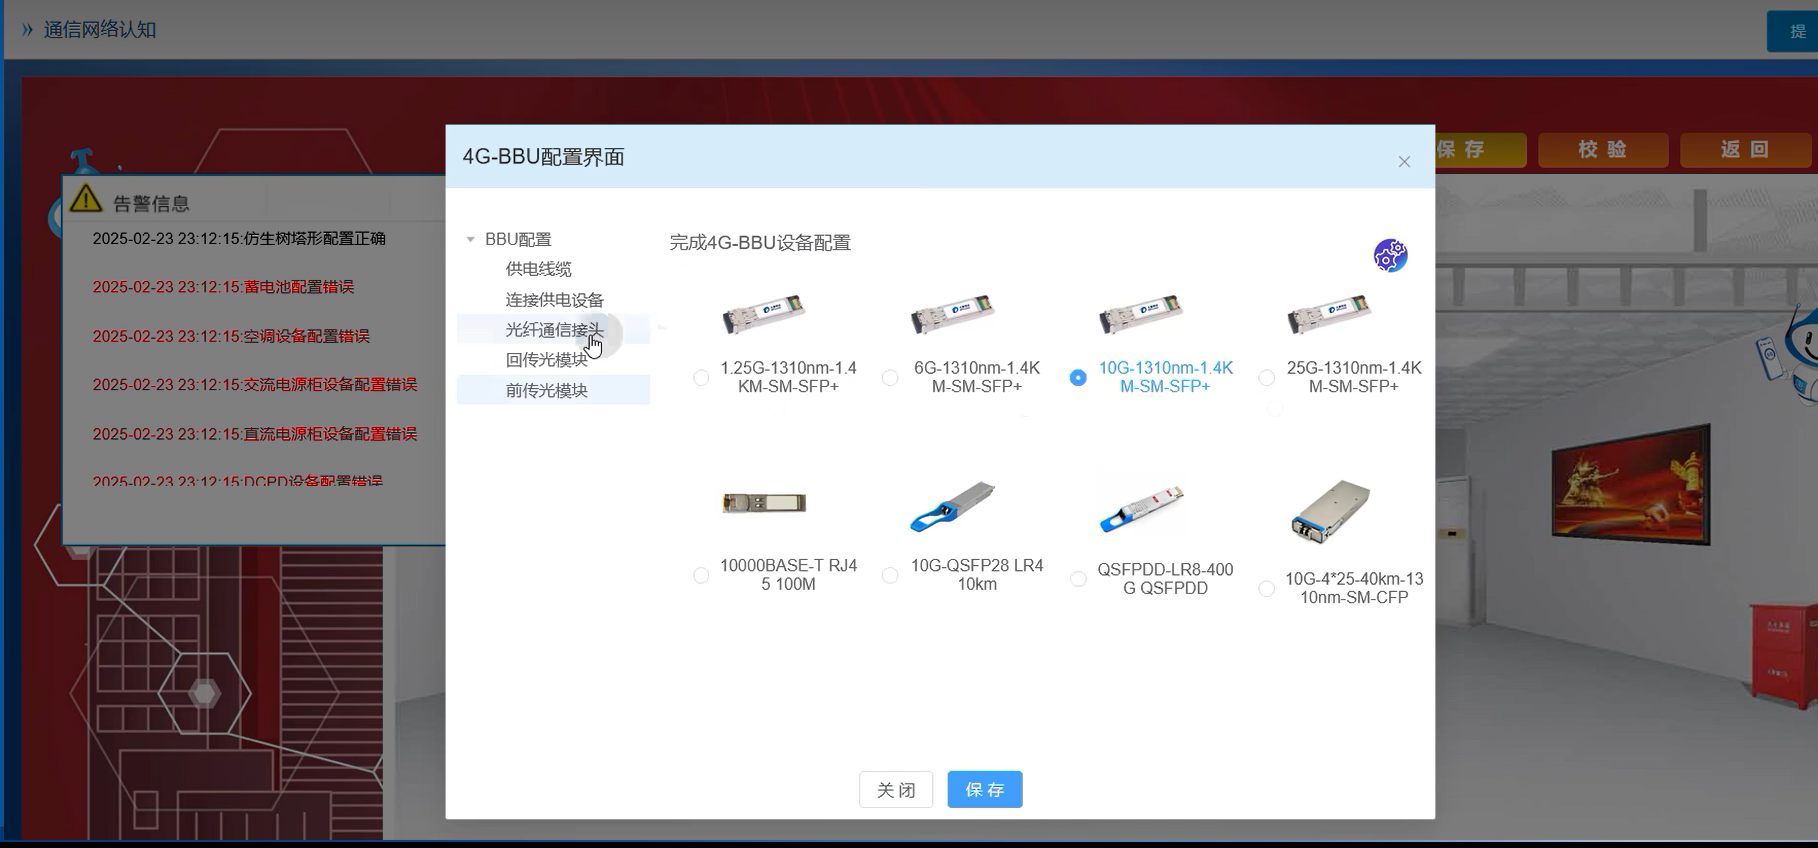 » 通信网络认知
提
保 存
校 验
返 回
告警信息
2025-02-23 23:12:15:仿生树塔形配置正确
2025-02-23 23:12:15:蓄电池配置错误
2025-02-23 23:12:15:空调设备配置错误
2025-02-23 23:12:15:交流电源柜设备配置错误
2025-02-23 23:12:15:直流电源柜设备配置错误
2025-02-23 23:12:15:DCPD设备配置错误
4G-BBU配置界面
BBU配置
供电线缆
连接供电设备
光纤通信接头
回传光模块
前传光模块
完成4G-BBU设备配置
1.25G-1310nm-1.4
KM-SM-SFP+
6G-1310nm-1.4K
M-SM-SFP+
10G-1310nm-1.4K
M-SM-SFP+
25G-1310nm-1.4K
M-SM-SFP+
10000BASE-T RJ4
5 100M
10G-QSFP28 LR4
10km
QSFPDD-LR8-400
G QSFPDD
10G-4*25-40km-13
10nm-SM-CFP
关 闭
保 存